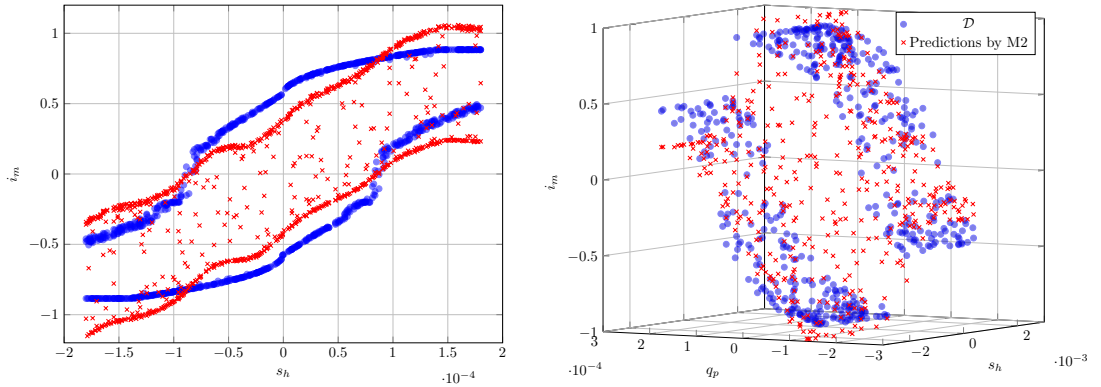 1
0.5
0
−0.5
−1
i_m
−2 −1.5 −1 −0.5 0 0.5 1 1.5 2
s_h ·10⁻⁴
𝒟
Predictions by M2
1
0.5
0
−0.5
−1
i_m
3 2 1 0 −1 −2 −3
·10⁻⁴ q_p
−2 0 2
s_h ·10⁻⁴